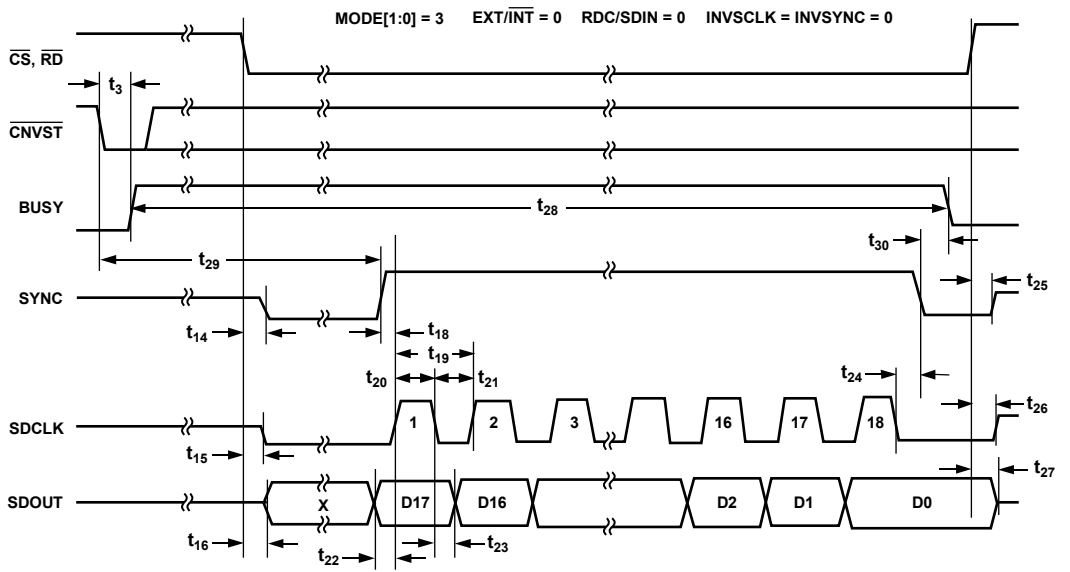 MODE[1:0] = 3 EXT/INT = 0 RDC/SDIN = 0 INVSCLK = INVSYNC = 0
CS, RD
t3
CNVST
BUSY
t28
t30
t29
SYNC
t25
t14
t18
t19
t20
t21
t24
t26
SDCLK
1
2
3
16
17
18
t15
t27
SDOUT
X
D17
D16
D2
D1
D0
t16
t22
t23